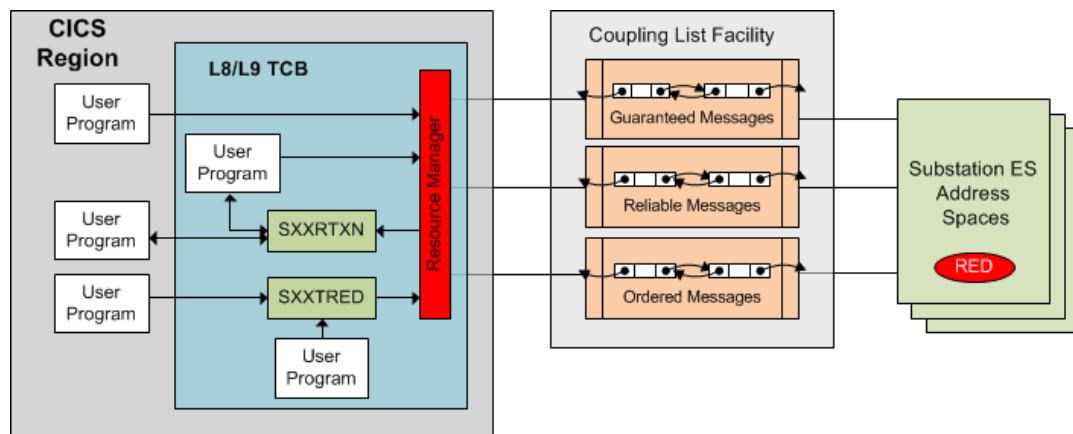 CICS
Region
L8/L9 TCB
User
Program
User
Program
User
Program
SXXRTXN
User
Program
SXXTRED
User
Program
Resource Manager
Coupling List Facility
Guaranteed Messages
Reliable Messages
Ordered Messages
Substation ES
Address
Spaces
RED